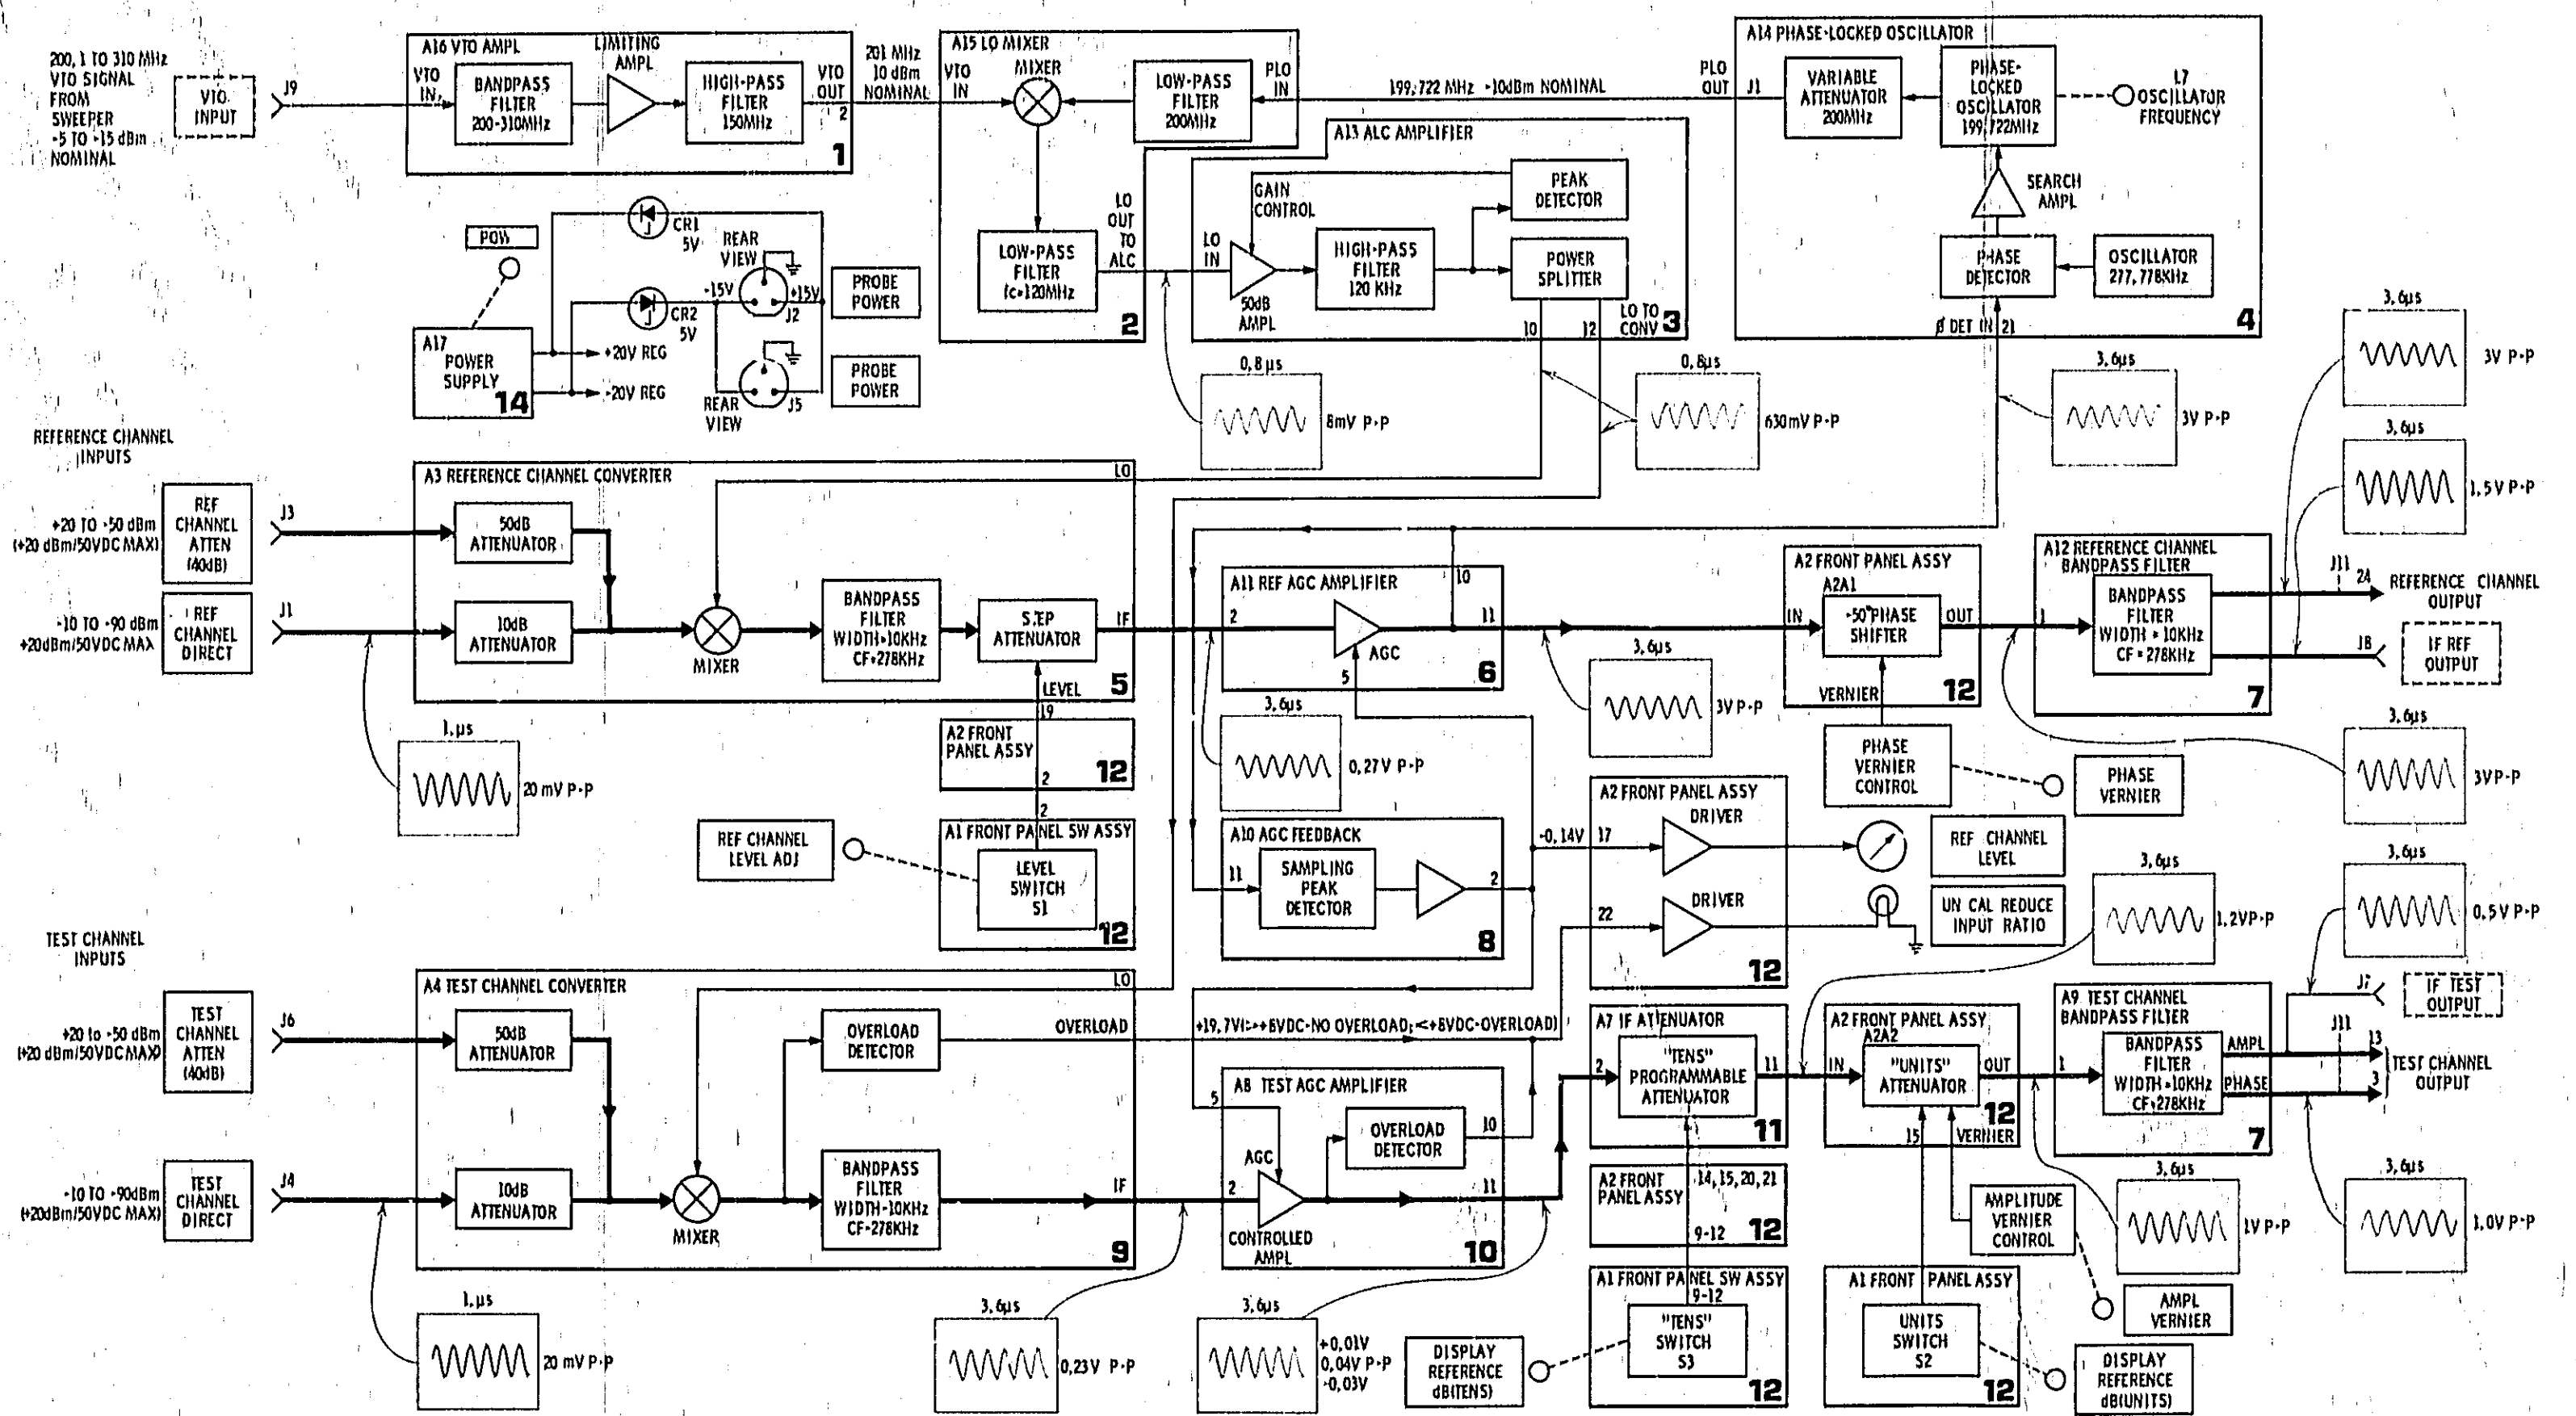 200,1 TO 310 MHz
VTO SIGNAL
FROM
SWEEPER
-5 TO -15 dBm
NOMINAL
VTO
INPUT
J9
A16 VTO AMPL
VTO
IN
BANDPASS
FILTER
200-310MHz
LIMITING
AMPL
HIGH-PASS
FILTER
150MHz
VTO
OUT
2
1
201 MHz
10 dBm
NOMINAL
A15 LO MIXER
VTO
IN
MIXER
LOW-PASS
FILTER
200MHz
PLO
IN
LOW-PASS
FILTER
fc=120MHz
LO
OUT
TO
ALC
2
199,722 MHz -10dBm NOMINAL
A13 ALC AMPLIFIER
GAIN
CONTROL
LO
IN
50dB
AMPL
HIGH-PASS
FILTER
120 KHz
PEAK
DETECTOR
POWER
SPLITTER
10
12
LO TO
CONV
3
A14 PHASE-LOCKED OSCILLATOR
PLO
OUT
J1
VARIABLE
ATTENUATOR
200MHz
PHASE-
LOCKED
OSCILLATOR
199,722MHz
L7
OSCILLATOR
FREQUENCY
SEARCH
AMPL
PHASE
DETECTOR
OSCILLATOR
277,778KHz
Ø DET IN 21
4
POW
A17
POWER
SUPPLY
14
+20V REG
-20V REG
CR1
5V
CR2
5V
REAR
VIEW
-15V
+15V
J2
PROBE
POWER
REAR
VIEW
J5
PROBE
POWER
0,8µs
8mV P-P
0,8µs
630mV P-P
3,6µs
3V P-P
3,6µs
3V P-P
3,6µs
1,5V P-P
REFERENCE CHANNEL
INPUTS
+20 TO -50 dBm
(+20 dBm/50VDC MAX)
REF
CHANNEL
ATTEN
(40dB)
J3
-10 TO -90 dBm
+20dBm/50VDC MAX
REF
CHANNEL
DIRECT
J1
A3 REFERENCE CHANNEL CONVERTER
LO
50dB
ATTENUATOR
10dB
ATTENUATOR
MIXER
BANDPASS
FILTER
WIDTH=10KHz
CF=278KHz
STEP
ATTENUATOR
IF
LEVEL
5
19
A2 FRONT
PANEL ASSY
2
12
2
A1 FRONT PANEL SW ASSY
LEVEL
SWITCH
S1
12
REF CHANNEL
LEVEL ADJ
1,µs
20 mV P-P
A11 REF AGC AMPLIFIER
2
AGC
5
10
11
6
3,6µs
0,27V P-P
3,6µs
3V P-P
A2 FRONT PANEL ASSY
A2A1
IN
+50° PHASE
SHIFTER
OUT
VERNIER
12
PHASE
VERNIER
CONTROL
PHASE
VERNIER
A12 REFERENCE CHANNEL
BANDPASS FILTER
1
BANDPASS
FILTER
WIDTH = 10KHz
CF = 278KHz
7
J11
24
REFERENCE CHANNEL
OUTPUT
J8
IF REF
OUTPUT
3,6µs
3VP-P
A10 AGC FEEDBACK
11
SAMPLING
PEAK
DETECTOR
2
8
A2 FRONT PANEL ASSY
-0,14V
17
DRIVER
REF CHANNEL
LEVEL
22
DRIVER
UN CAL REDUCE
INPUT RATIO
12
3,6µs
1,2VP-P
3,6µs
0,5V P-P
TEST CHANNEL
INPUTS
+20 to -50 dBm
(+20 dBm/50VDCMAX)
TEST
CHANNEL
ATTEN
(40dB)
J6
-10 TO -90dBm
(+20dBm/50VDC MAX)
TEST
CHANNEL
DIRECT
J4
A4 TEST CHANNEL CONVERTER
LO
50dB
ATTENUATOR
10dB
ATTENUATOR
MIXER
OVERLOAD
DETECTOR
OVERLOAD
BANDPASS
FILTER
WIDTH=10KHz
CF=278KHz
IF
9
+8VDC-NO OVERLOAD; <+8VDC-OVERLOAD)
A8 TEST AGC AMPLIFIER
5
AGC
2
CONTROLLED
AMPL
OVERLOAD
DETECTOR
10
11
10
A7 IF ATTENUATOR
2
"TENS"
PROGRAMMABLE
ATTENUATOR
11
11
A2 FRONT
PANEL ASSY
14,15,20,21
9-12
12
A1 FRONT PANEL SW ASSY
9-12
"TENS"
SWITCH
S3
12
DISPLAY
REFERENCE
dB(TENS)
A2 FRONT PANEL ASSY
A2A2
IN
"UNITS"
ATTENUATOR
OUT
12
15
VERNIER
AMPLITUDE
VERNIER
CONTROL
AMPL
VERNIER
A1 FRONT PANEL ASSY
UNITS
SWITCH
S2
12
DISPLAY
REFERENCE
dB(UNITS)
A9 TEST CHANNEL
BANDPASS FILTER
1
BANDPASS
FILTER
WIDTH=10KHz
CF=278KHz
AMPL
PHASE
7
J7
IF TEST
OUTPUT
J11
13
3
TEST CHANNEL
OUTPUT
3,6µs
1V P-P
3,6µs
1,0V P-P
1,µs
20 mV P-P
3,6µs
0,23V P-P
3,6µs
+0,01V
0,04V P-P
-0,03V